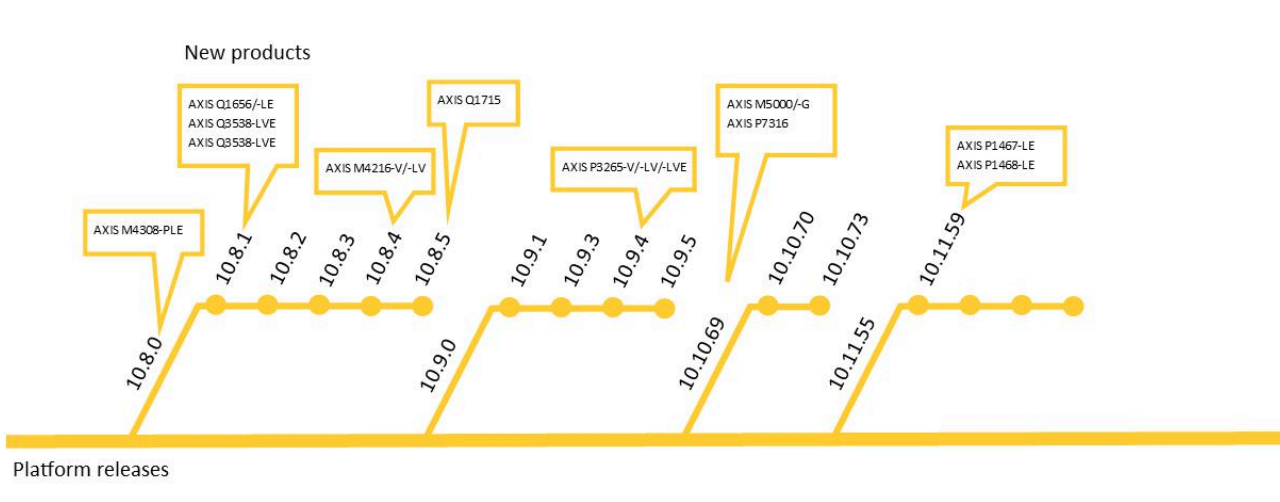 New products
AXIS Q1656/-LE
AXIS Q3538-LVE
AXIS Q3538-LVE
AXIS Q1715
AXIS M5000/-G
AXIS P7316
AXIS P1467-LE
AXIS P1468-LE
AXIS M4216-V/-LV
AXIS P3265-V/-LV/-LVE
AXIS M4308-PLE
10.8.0
10.8.1
10.8.2
10.8.3
10.8.4
10.8.5
10.9.0
10.9.1
10.9.3
10.9.4
10.9.5
10.10.69
10.10.70
10.10.73
10.11.55
10.11.59
Platform releases